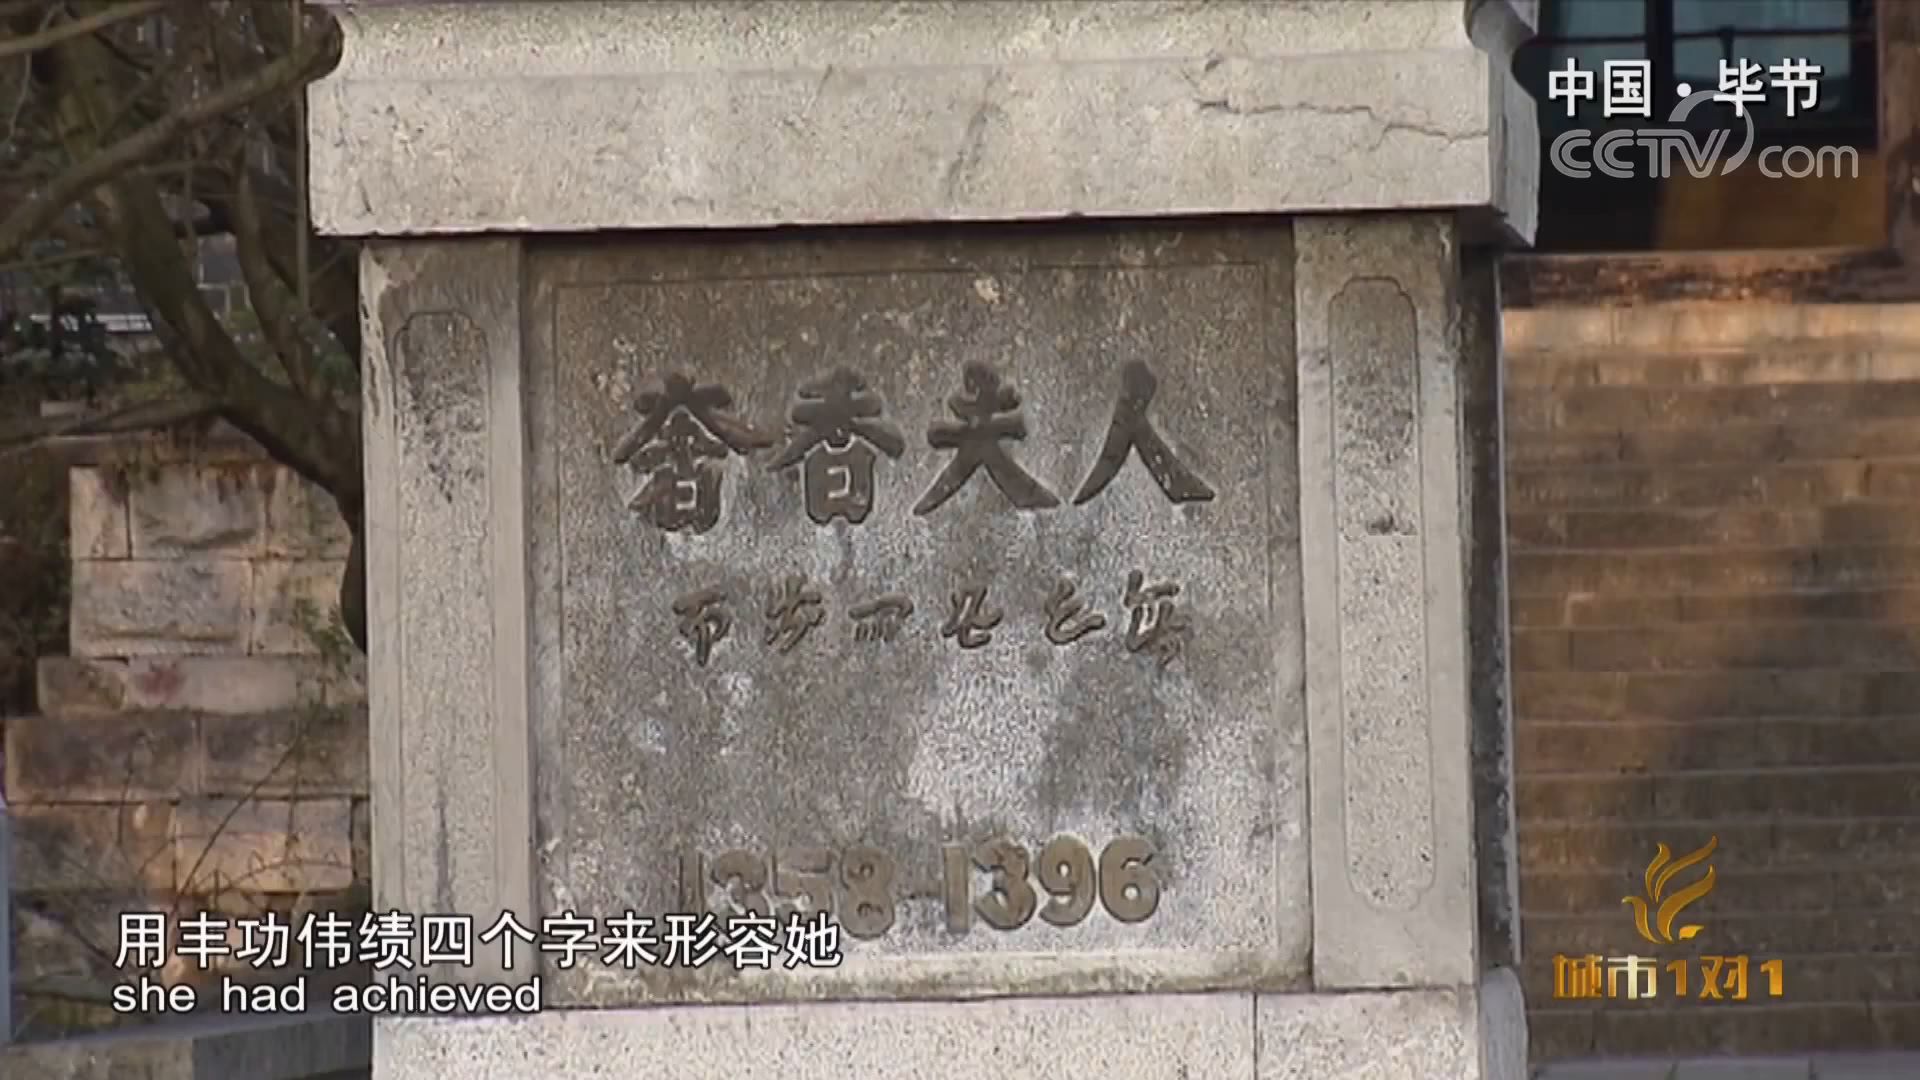 中国·毕节
CCTV.com
奢香夫人
1358-1396
用丰功伟绩四个字来形容她
she had achieved
城市1对1